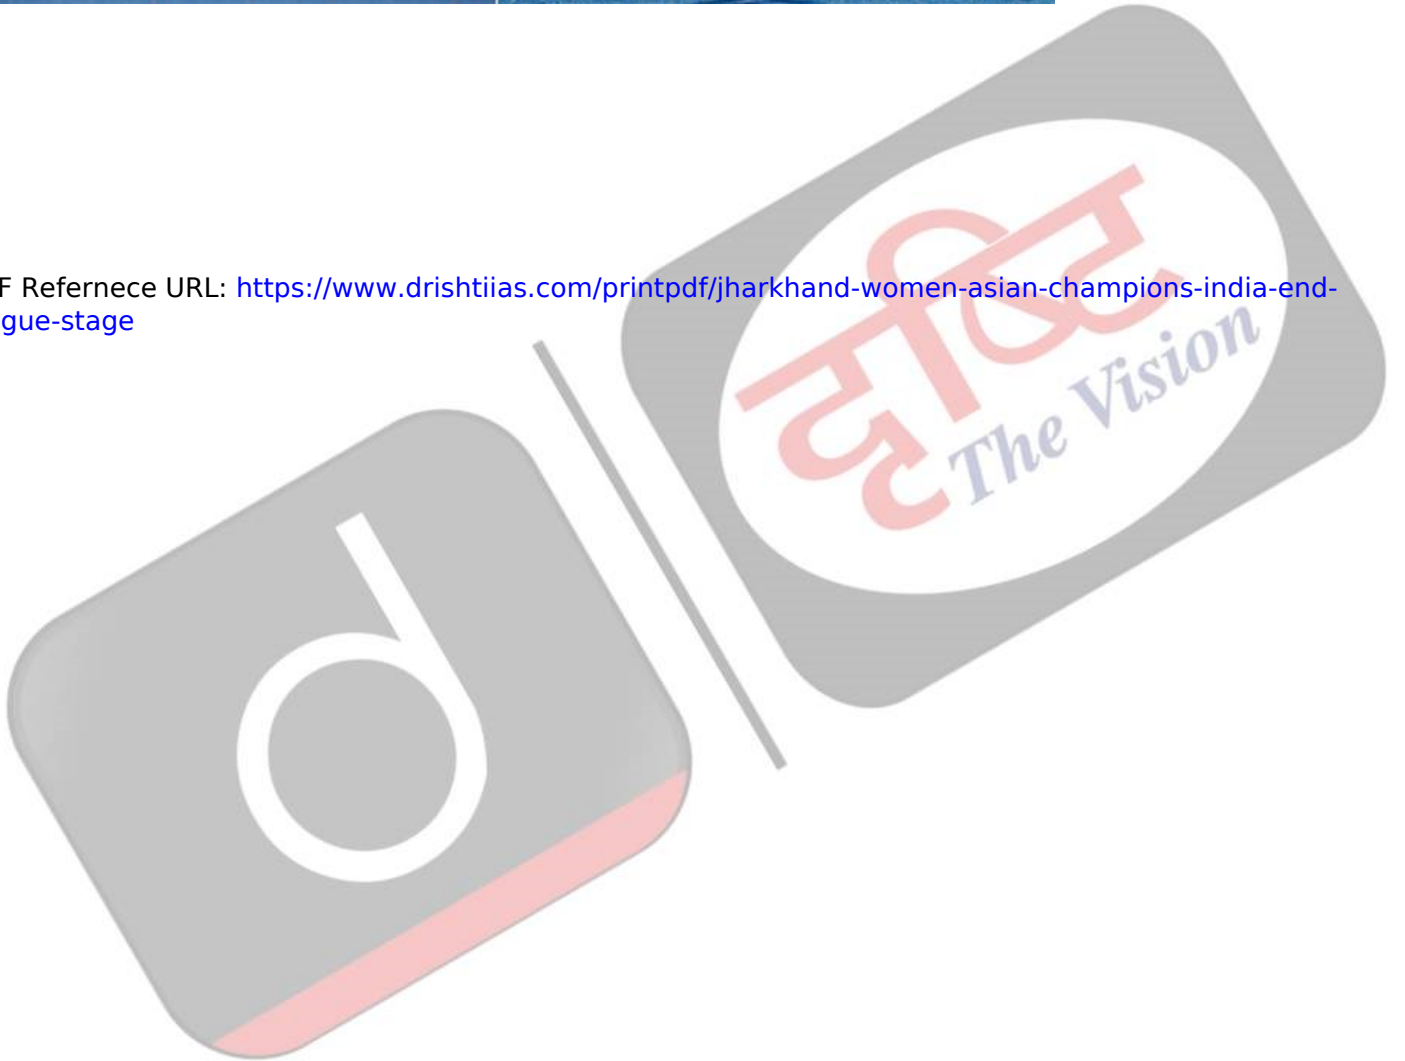 F Refernece URL: https://www.drishtiias.com/printpdf/jharkhand-women-asian-champions-india-end-
gue-stage
दृष्टि
The Vision
d